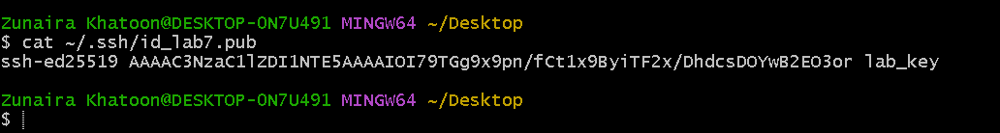 Zunaira Khatoon@DESKTOP-0N7U491 MINGW64 ~/Desktop
$ cat ~/.ssh/id_lab7.pub
ssh-ed25519 AAAAC3NzaC1lZDI1NTE5AAAAIOI79TGg9x9pn/fCt1x9ByiTF2x/DhdcsDOYwB2EO3or lab_key
Zunaira Khatoon@DESKTOP-0N7U491 MINGW64 ~/Desktop
$